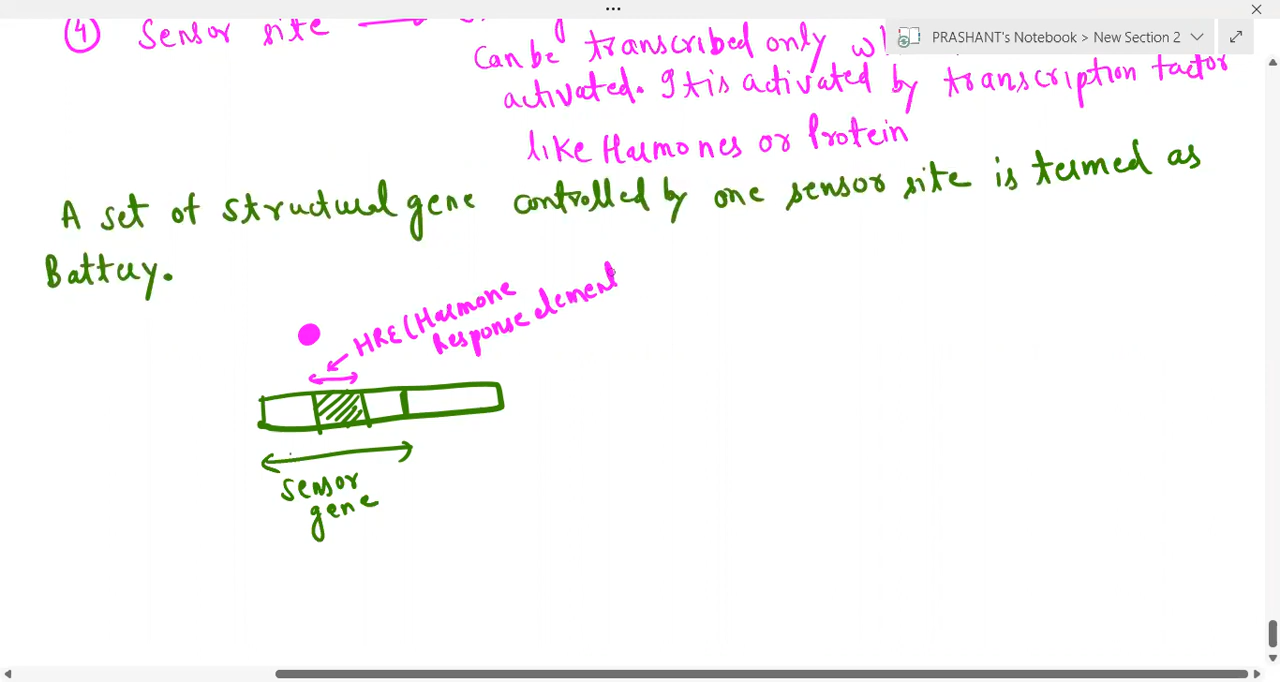 ④ Sensor site
PRASHANT's Notebook > New Section 2
can be transcribed only
activated. It is activated by transcription factor
like Harmones or Protein
A set of structural gene controlled by one sensor site is termed as
Battery.
HRE (Harmone
Response element
Sensor
gene